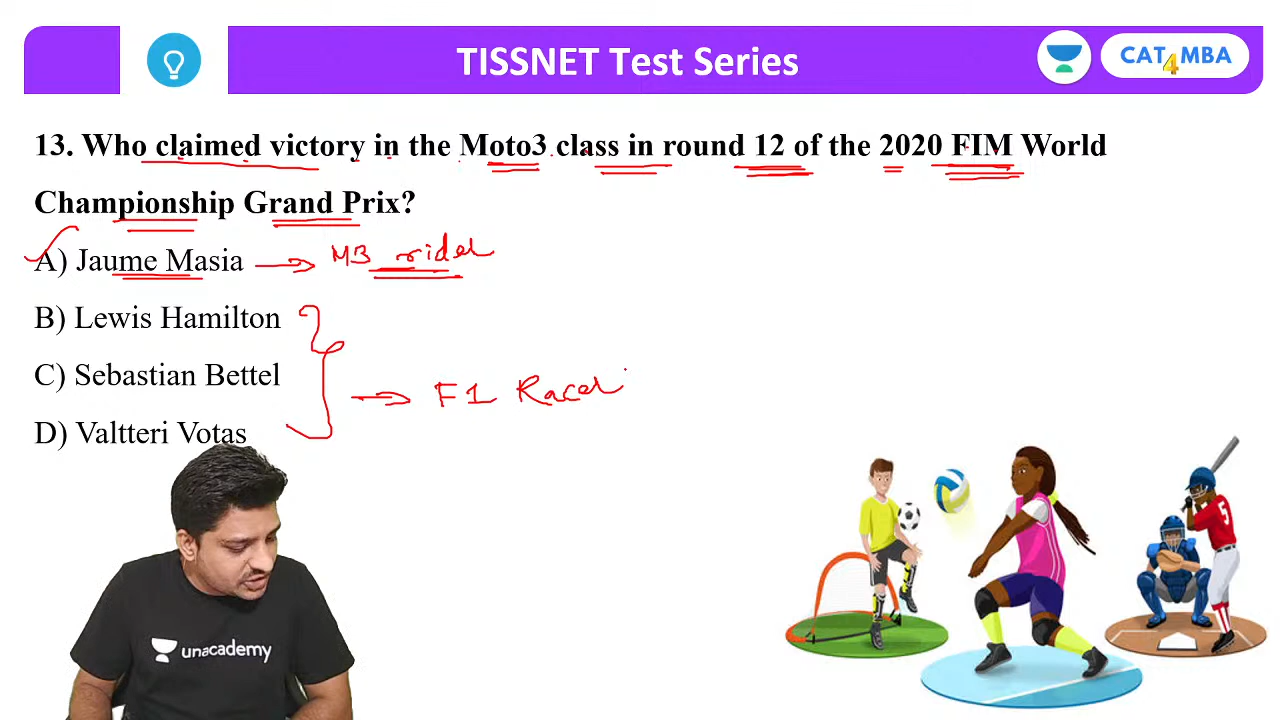 TISSNET Test Series
CAT4MBA
13. Who claimed victory in the Moto3 class in round 12 of the 2020 FIM World
Championship Grand Prix?
A) Jaume Masia → M3 rider
B) Lewis Hamilton
C) Sebastian Bettel
→ F1 Racer
D) Valtteri Votas
unacademy
5